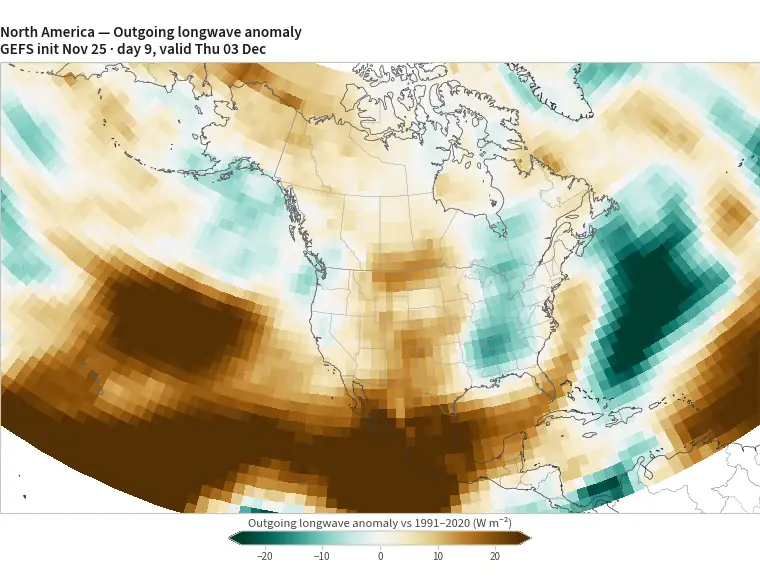 North America — Outgoing longwave anomaly
GEFS init Nov 25 · day 9, valid Thu 03 Dec
Outgoing longwave anomaly vs 1991–2020 (W m⁻²)
−20 −10 0 10 20